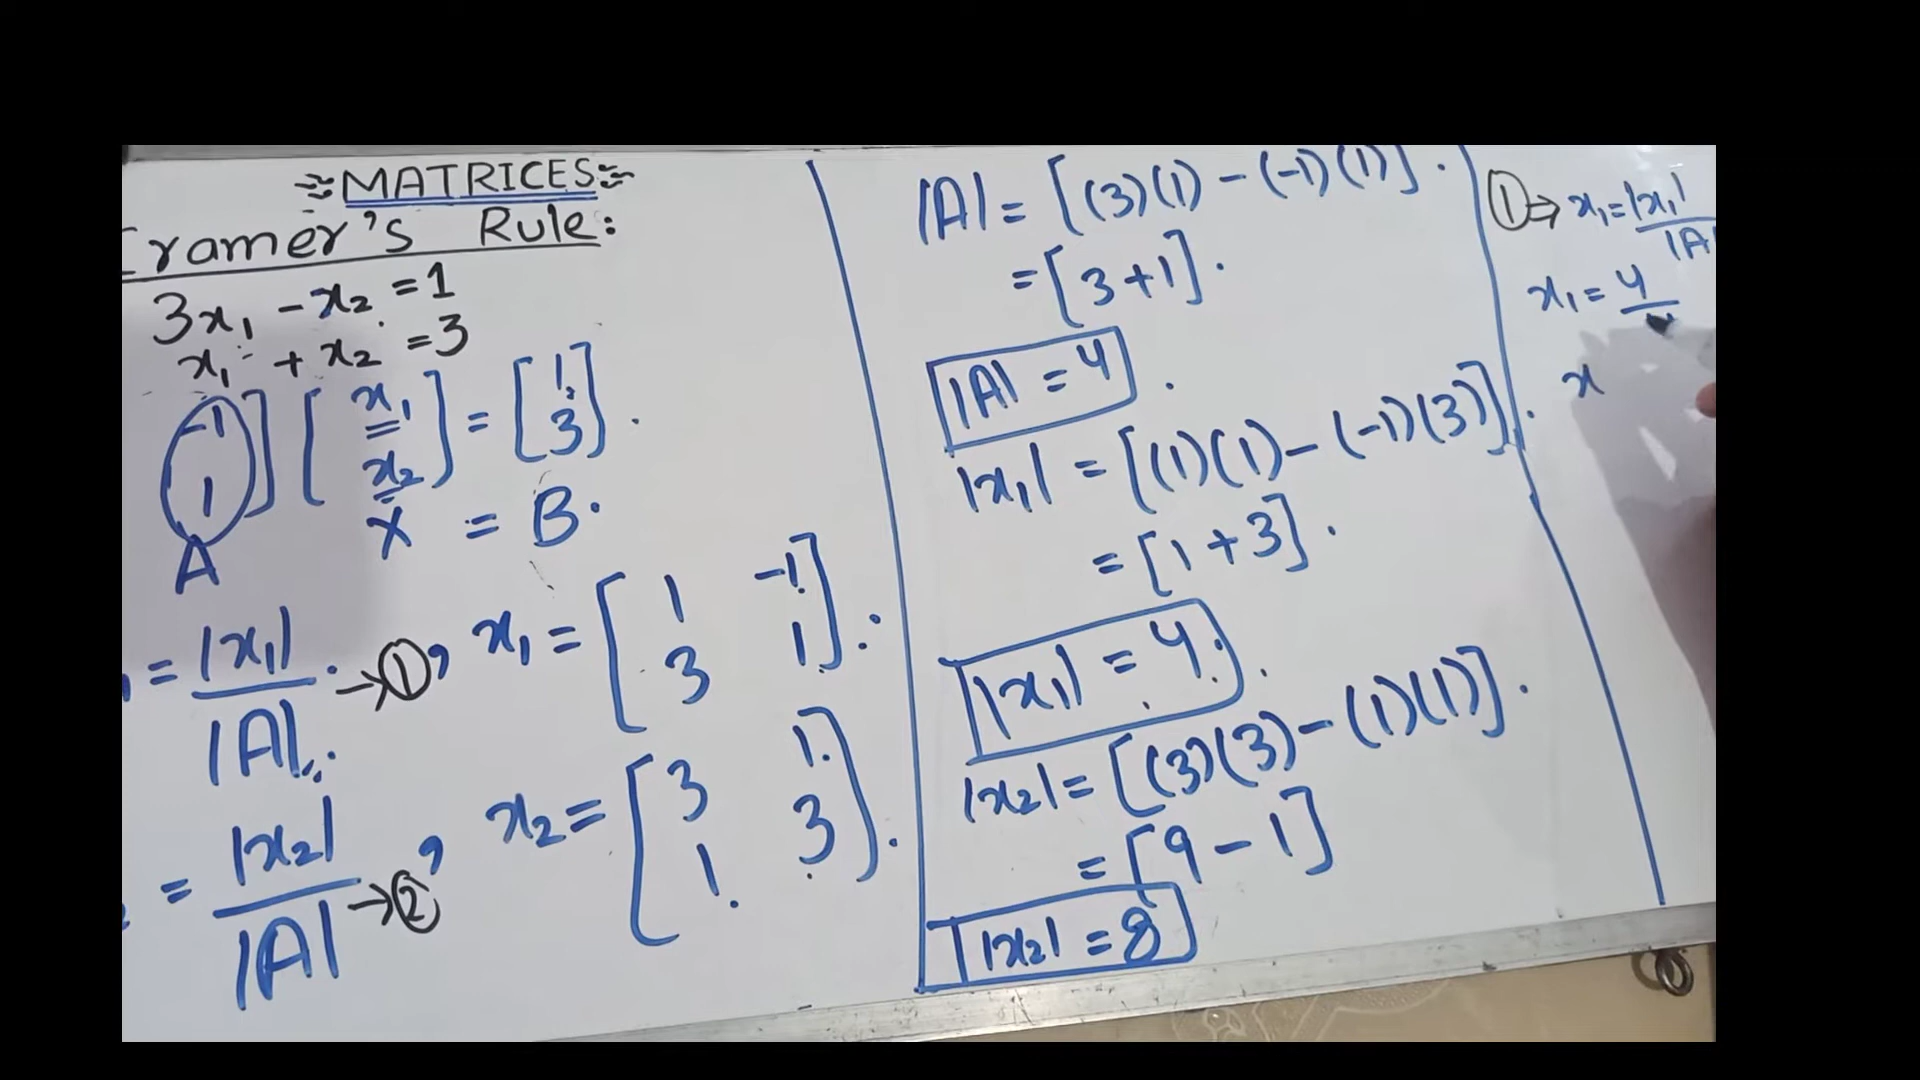 MATRICES
Cramer's Rule:
3x₁ - x₂ = 1
x₁ + x₂ = 3
-1 ] [ x₁ ] = [ 1 ]
1 ] [ x₂ ] = [ 3 ].
A X = B.
= |x₁| / |A| . → ①, x₁ = [ 1 -1 ]
[ 3 1 ].
= |x₂| / |A| → ②, x₂ = [ 3 1 ]
[ 1 3 ].
|A| = [(3)(1) - (-1)(1)].
= [3+1].
|A| = 4.
|x₁| = [(1)(1) - (-1)(3)].
= [1+3].
|x₁| = 4.
|x₂| = [(3)(3) - (1)(1)].
= [9 - 1]
|x₂| = 8
① ⇒ x₁ = |x₁| / |A|
x₁ = 4 /
x